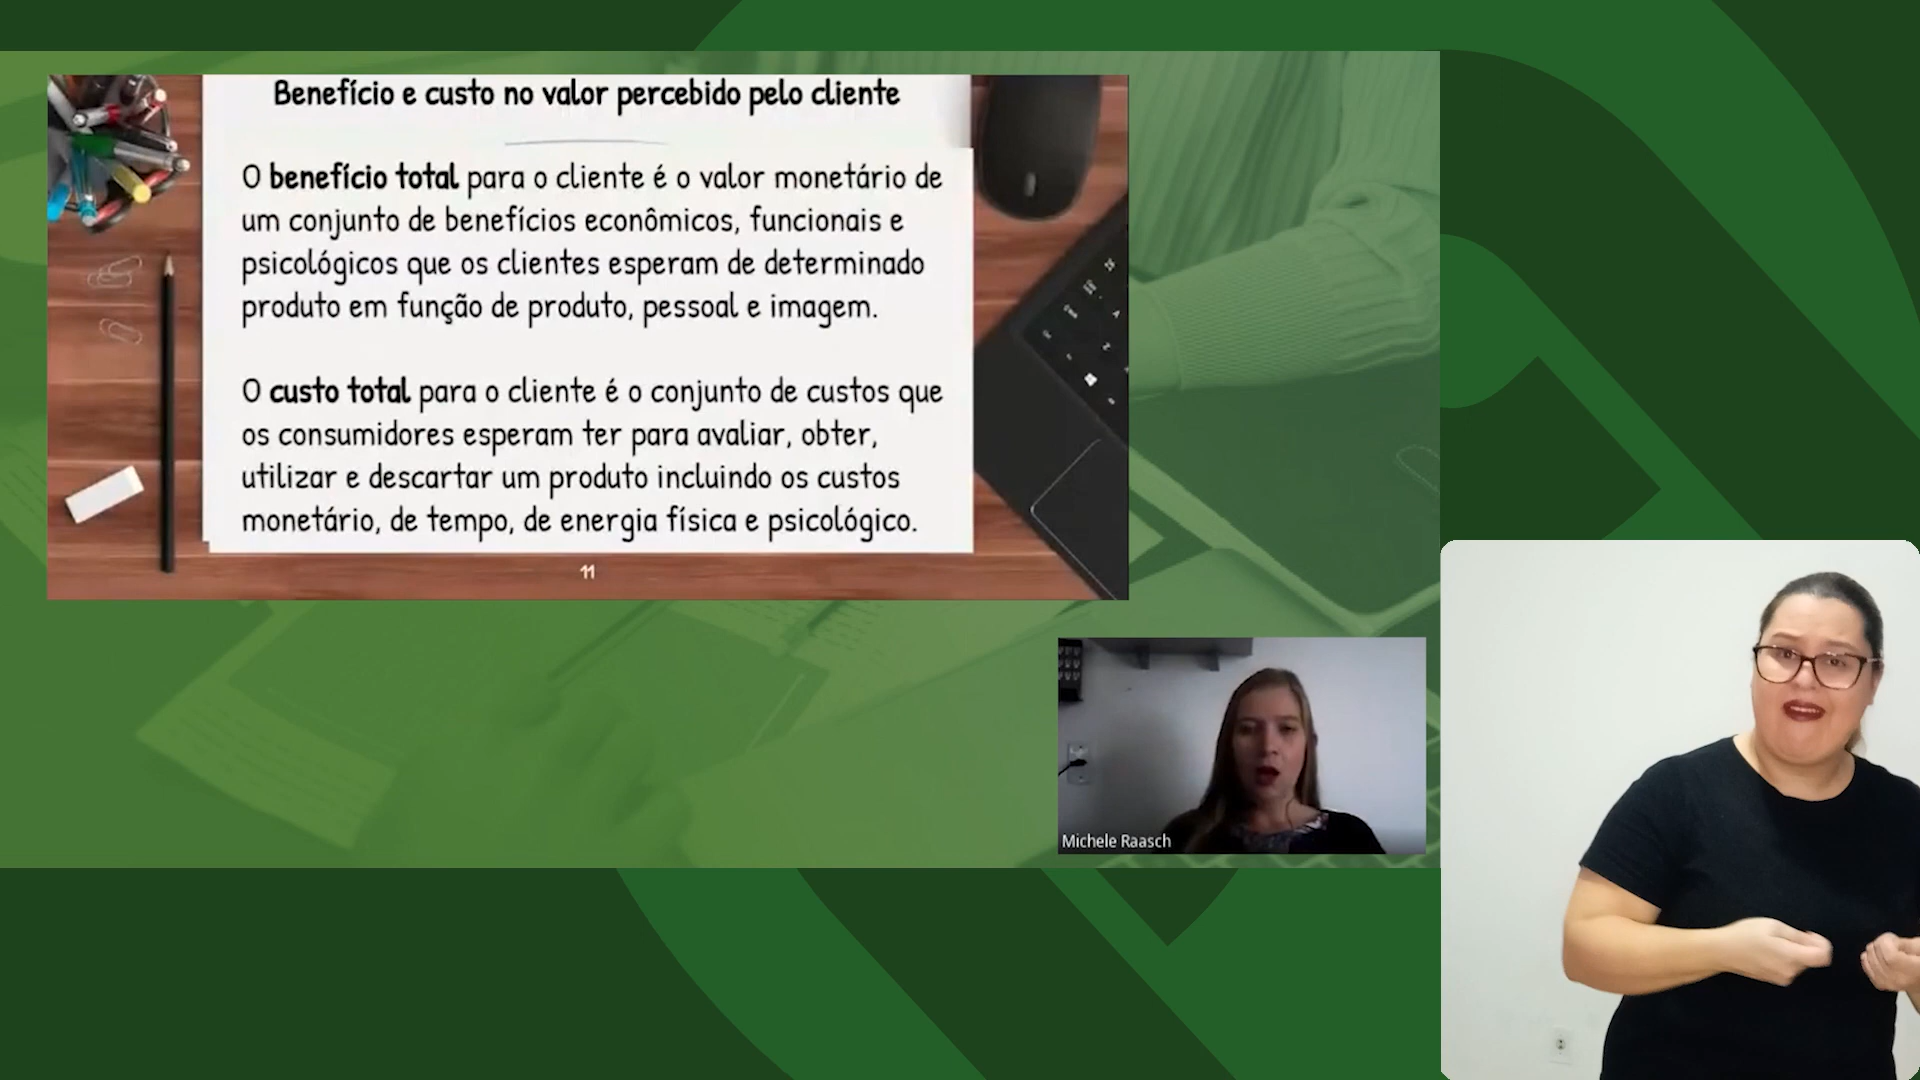 Benefício e custo no valor percebido pelo cliente
O benefício total para o cliente é o valor monetário de
um conjunto de benefícios econômicos, funcionais e
psicológicos que os clientes esperam de determinado
produto em função de produto, pessoal e imagem.
O custo total para o cliente é o conjunto de custos que
os consumidores esperam ter para avaliar, obter,
utilizar e descartar um produto incluindo os custos
monetário, de tempo, de energia física e psicológico.
11
Michele Raasch